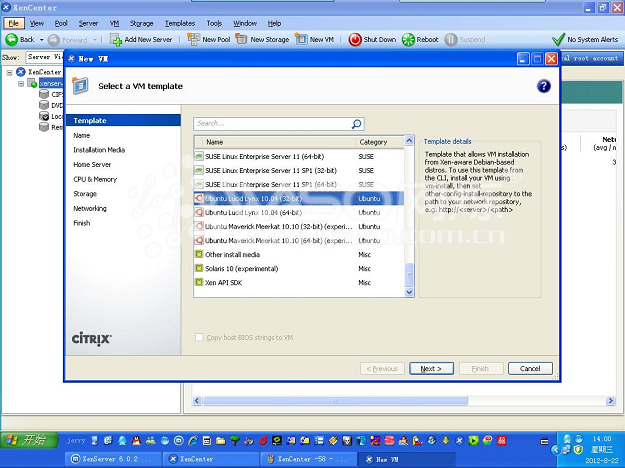 XenCenter
File View Pool Server VM Storage Templates Tools Window Help
Back Forward Add New Server New Pool New Storage New VM Shut Down Reboot Suspend No System Alerts
Show: Server Vi
al root account
XenCenter
xenserv
CIF
DVD
Loca
Rem
Netw
(avg / m
New VM
Select a VM template
Template
Name
Installation Media
Home Server
CPU & Memory
Storage
Networking
Finish
CITRIX
Search...
Name Category
SUSE Linux Enterprise Server 11 (64-bit) SUSE
SUSE Linux Enterprise Server 11 SP1 (32-bit) SUSE
SUSE Linux Enterprise Server 11 SP1 (64-bit) SUSE
Ubuntu Lucid Lynx 10.04 (32-bit) Ubuntu
Ubuntu Lucid Lynx 10.04 (64-bit) Ubuntu
Ubuntu Maverick Meerkat 10.10 (32-bit) (experi... Ubuntu
Ubuntu Maverick Meerkat 10.10 (64-bit) (experi... Ubuntu
Other install media Misc
Solaris 10 (experimental) Misc
Xen API SDK Misc
Template details
Template that allows VM installation
from Xen-aware Debian-based
distros. To use this template from
the CLI, install your VM using
vm-install, then set
other-config-install-repository to the
path to your network repository,
e.g. http://<server>/<path>
.com.cn
Copy host BIOS strings to VM
< Previous Next > Finish Cancel
开始 jerry
14:00
星期三
2012-8-22
XenServer 6.0.2 ... XenCenter XenCenter -58 - ... New VM